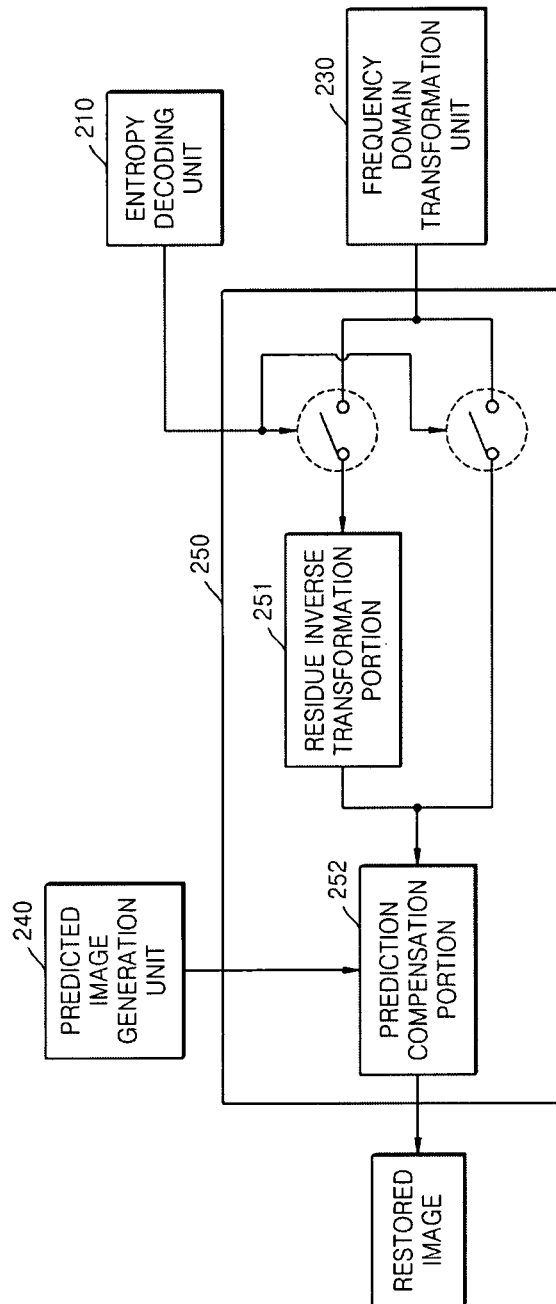 210
ENTROPY
DECODING
UNIT
230
FREQUENCY
DOMAIN
TRANSFORMATION
UNIT
250
251
RESIDUE INVERSE
TRANSFORMATION
PORTION
240
PREDICTED
IMAGE
GENERATION
UNIT
252
PREDICTION
COMPENSATION
PORTION
RESTORED
IMAGE